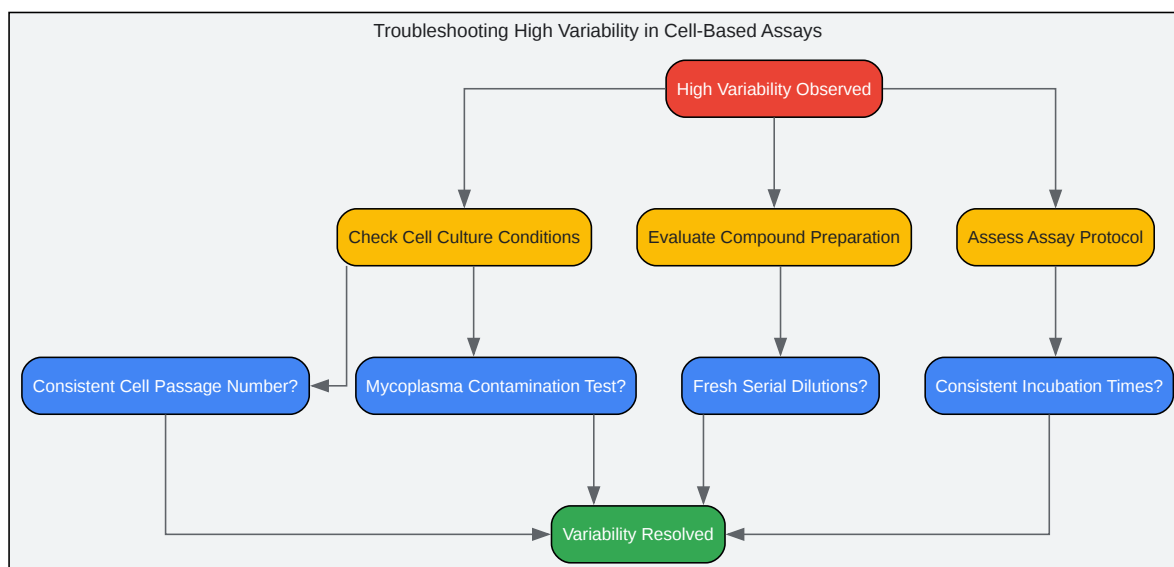 Troubleshooting High Variability in Cell-Based Assays
High Variability Observed
Check Cell Culture Conditions
Evaluate Compound Preparation
Assess Assay Protocol
Consistent Cell Passage Number?
Mycoplasma Contamination Test?
Fresh Serial Dilutions?
Consistent Incubation Times?
Variability Resolved